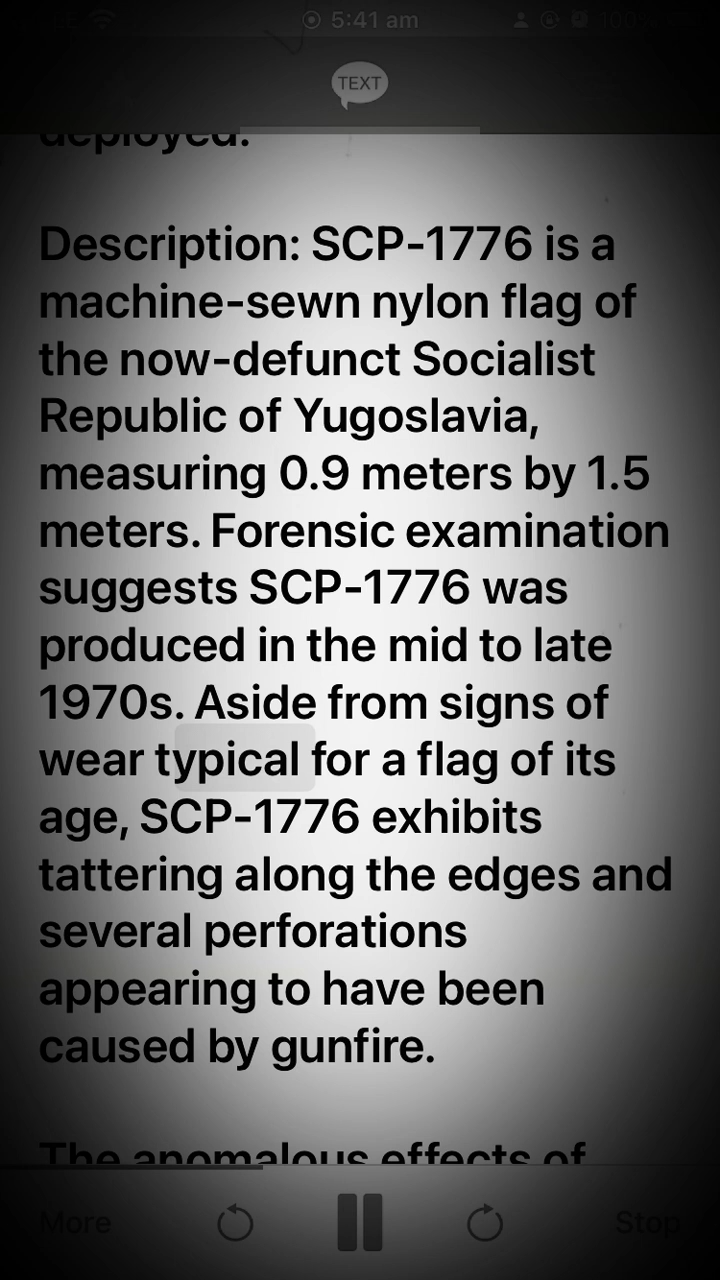 5:41 am
100%
TEXT
deployed.
Description: SCP-1776 is a
machine-sewn nylon flag of
the now-defunct Socialist
Republic of Yugoslavia,
measuring 0.9 meters by 1.5
meters. Forensic examination
suggests SCP-1776 was
produced in the mid to late
1970s. Aside from signs of
wear typical for a flag of its
age, SCP-1776 exhibits
tattering along the edges and
several perforations
appearing to have been
caused by gunfire.
The anomalous effects of
More
Stop